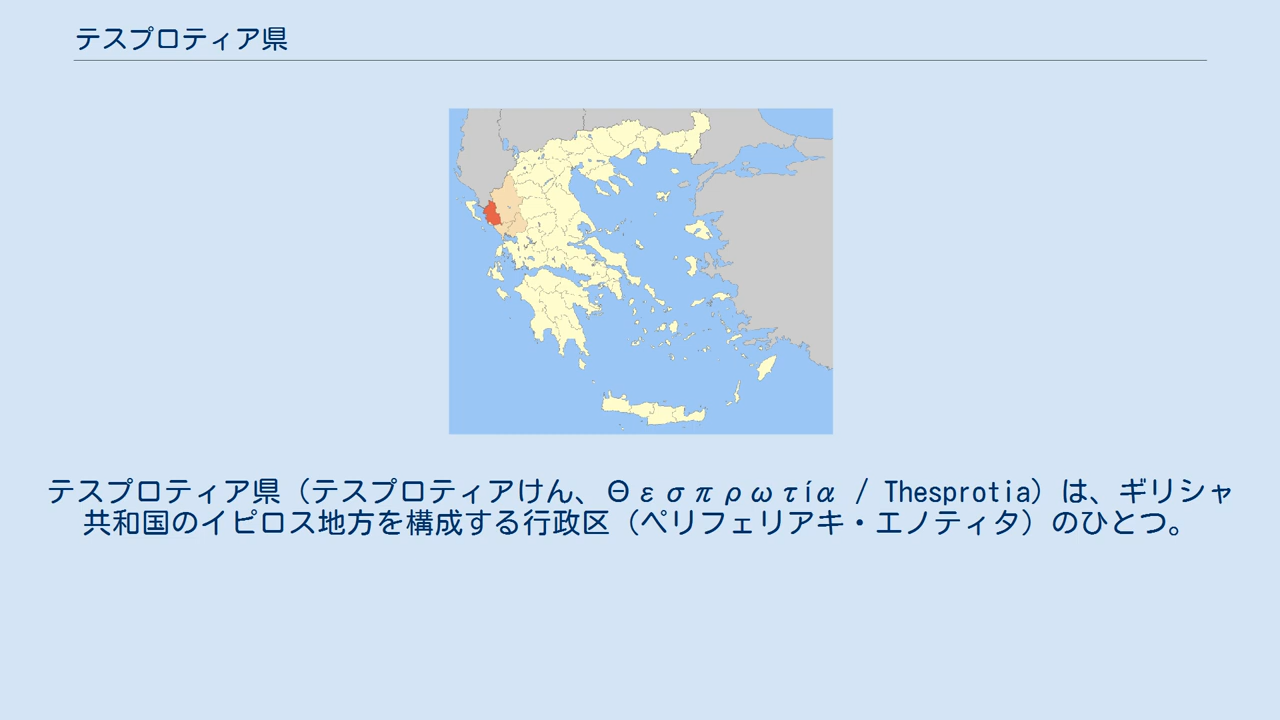 テスプロティア県
テスプロティア県（テスプロティアけん、Θεσπρωτία / Thesprotia）は、ギリシャ
共和国のイピロス地方を構成する行政区（ペリフェリアキ・エノティタ）のひとつ。